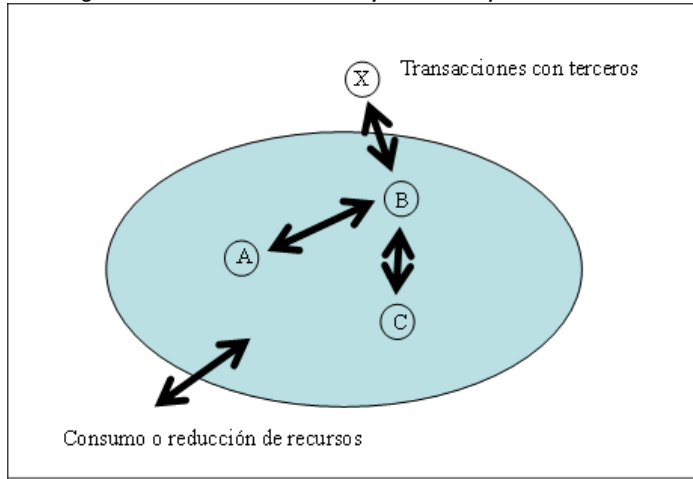 X
Transacciones con terceros
B
A
C
Consumo o reducción de recursos